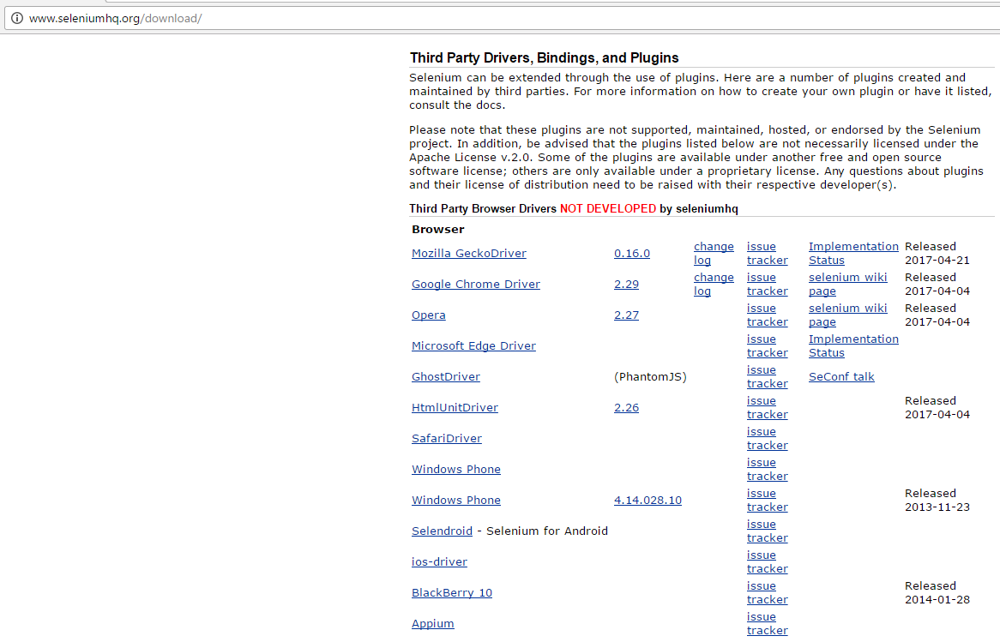 www.seleniumhq.org/download/
Third Party Drivers, Bindings, and Plugins
Selenium can be extended through the use of plugins. Here are a number of plugins created and
maintained by third parties. For more information on how to create your own plugin or have it listed,
consult the docs.
Please note that these plugins are not supported, maintained, hosted, or endorsed by the Selenium
project. In addition, be advised that the plugins listed below are not necessarily licensed under the
Apache License v.2.0. Some of the plugins are available under another free and open source
software license; others are only available under a proprietary license. Any questions about plugins
and their license of distribution need to be raised with their respective developer(s).
Third Party Browser Drivers NOT DEVELOPED by seleniumhq
Browser
Mozilla GeckoDriver 0.16.0 change log issue tracker Implementation Status Released 2017-04-21
Google Chrome Driver 2.29 change log issue tracker selenium wiki page Released 2017-04-04
Opera 2.27 issue tracker selenium wiki page Released 2017-04-04
Microsoft Edge Driver issue tracker Implementation Status
GhostDriver (PhantomJS) issue tracker SeConf talk
HtmlUnitDriver 2.26 issue tracker Released 2017-04-04
SafariDriver issue tracker
Windows Phone issue tracker
Windows Phone 4.14.028.10 issue tracker Released 2013-11-23
Selendroid - Selenium for Android issue tracker
ios-driver issue tracker
BlackBerry 10 issue tracker Released 2014-01-28
Appium issue tracker